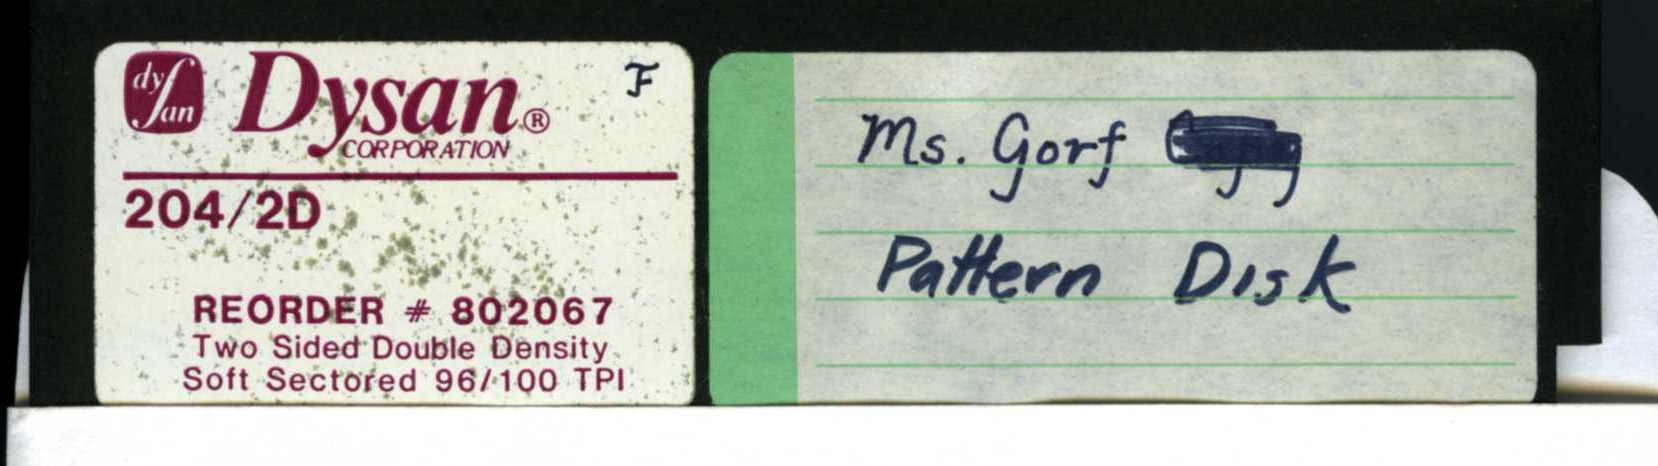 dy
san
Dysan®
CORPORATION
F
204/2D
REORDER # 802067
Two Sided Double Density
Soft Sectored 96/100 TPI
Ms. Gorf
Pattern Disk